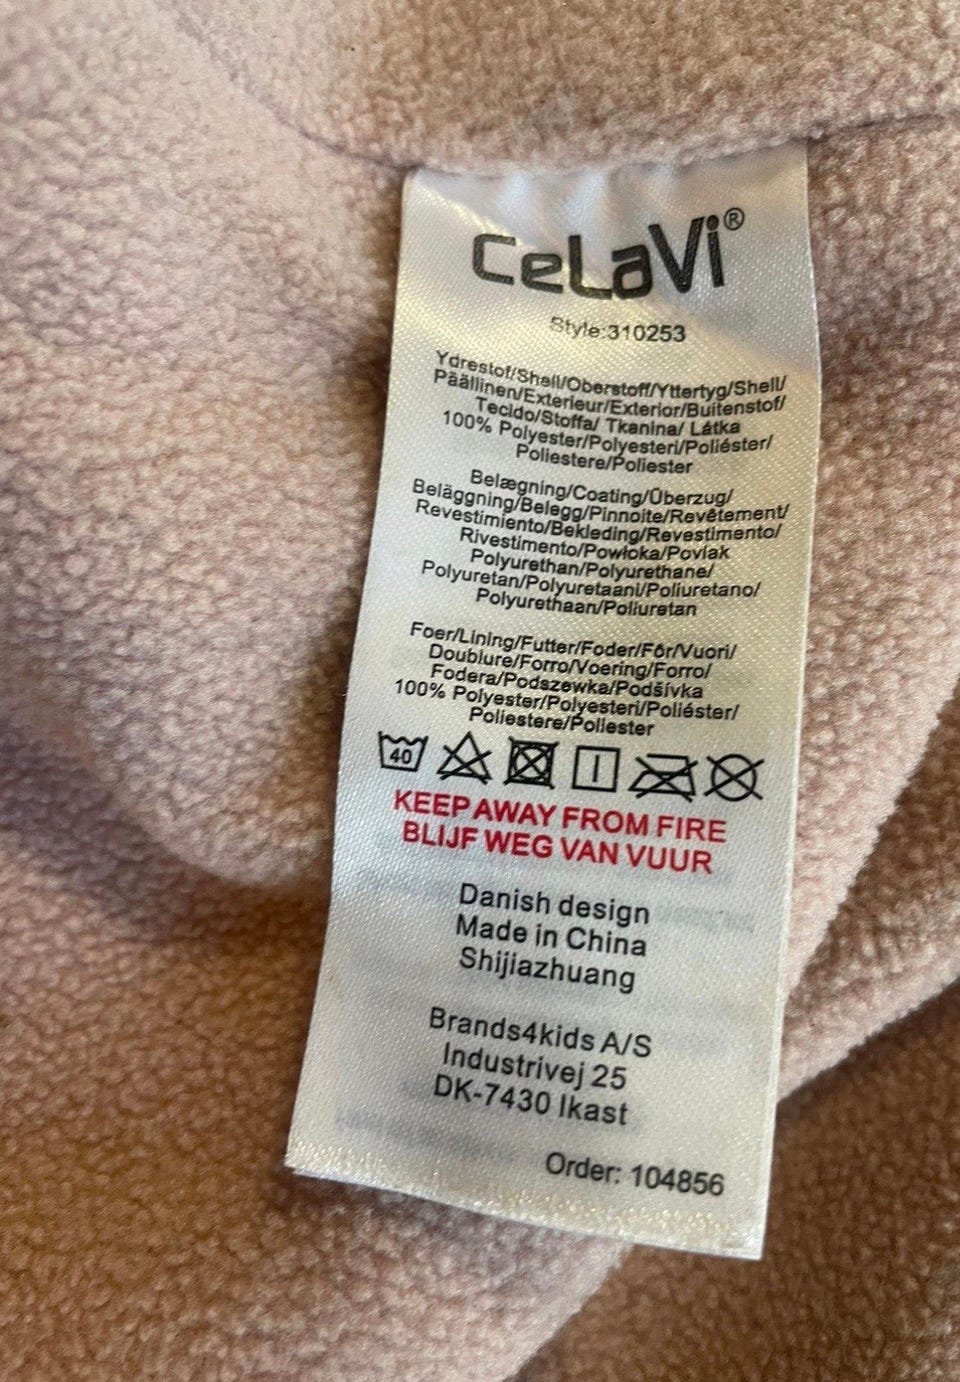 CeLaVi®
Style:310253
Ydrestof/Shell/Oberstoff/Yttertyg/Shell/
Päällinen/Exterieur/Exterior/Buitenstof/
Tecido/Stoffa/ Tkanina/ Látka
100% Polyester/Polyesteri/Poliéster/
Poliestere/Poliester
Belægning/Coating/Überzug/
Beläggning/Belegg/Pinnoite/Revêtement/
Revestimiento/Bekleding/Revestimento/
Rivestimento/Powłoka/Povlak
Polyurethan/Polyurethane/
Polyuretan/Polyuretaani/Poliuretano/
Polyurethaan/Poliuretan
Foer/Lining/Futter/Foder/Fôr/Vuori/
Doublure/Forro/Voering/Forro/
Fodera/Podszewka/Podšívka
100% Polyester/Polyesteri/Poliéster/
Poliestere/Poliester
40
KEEP AWAY FROM FIRE
BLIJF WEG VAN VUUR
Danish design
Made in China
Shijiazhuang
Brands4kids A/S
Industrivej 25
DK-7430 Ikast
Order: 104856